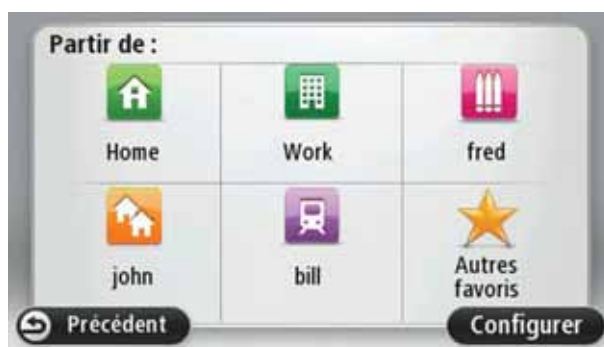 Partir de :
Home
Work
fred
john
bill
Autres
favoris
Précédent
Configurer